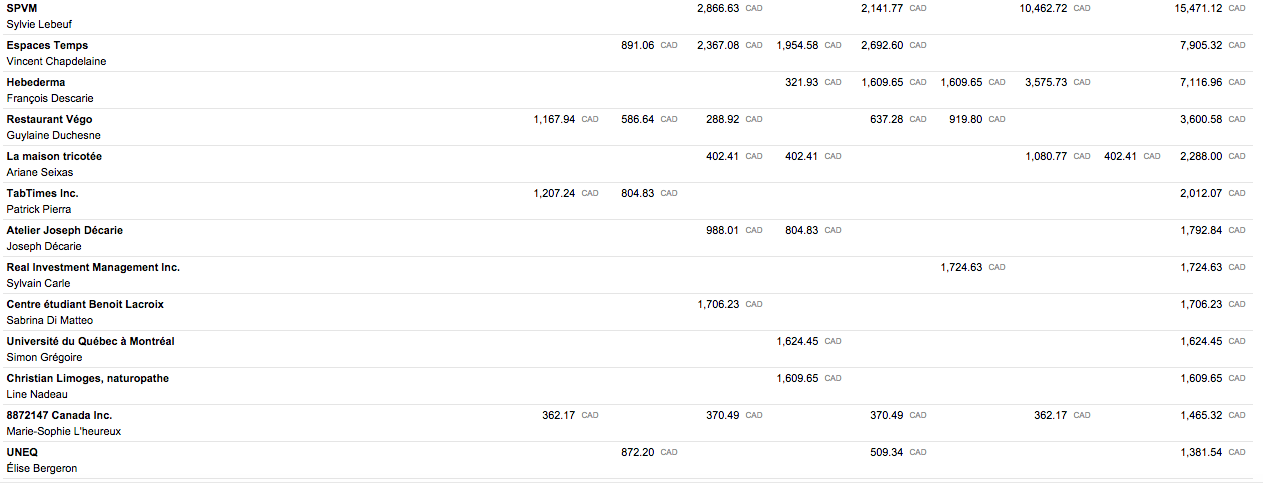 SPVM 2,866.63 CAD 2,141.77 CAD 10,462.72 CAD 15,471.12 CAD
Sylvie Lebeuf
Espaces Temps 891.06 CAD 2,367.08 CAD 1,954.58 CAD 2,692.60 CAD 7,905.32 CAD
Vincent Chapdelaine
Hebederma 321.93 CAD 1,609.65 CAD 1,609.65 CAD 3,575.73 CAD 7,116.96 CAD
François Descarie
Restaurant Végo 1,167.94 CAD 586.64 CAD 288.92 CAD 637.28 CAD 919.80 CAD 3,600.58 CAD
Guylaine Duchesne
La maison tricotée 402.41 CAD 402.41 CAD 1,080.77 CAD 402.41 CAD 2,288.00 CAD
Ariane Seixas
TabTimes Inc. 1,207.24 CAD 804.83 CAD 2,012.07 CAD
Patrick Pierra
Atelier Joseph Décarie 988.01 CAD 804.83 CAD 1,792.84 CAD
Joseph Décarie
Real Investment Management Inc. 1,724.63 CAD 1,724.63 CAD
Sylvain Carle
Centre étudiant Benoit Lacroix 1,706.23 CAD 1,706.23 CAD
Sabrina Di Matteo
Université du Québec à Montréal 1,624.45 CAD 1,624.45 CAD
Simon Grégoire
Christian Limoges, naturopathe 1,609.65 CAD 1,609.65 CAD
Line Nadeau
8872147 Canada Inc. 362.17 CAD 370.49 CAD 370.49 CAD 362.17 CAD 1,465.32 CAD
Marie-Sophie L'heureux
UNEQ 872.20 CAD 509.34 CAD 1,381.54 CAD
Élise Bergeron